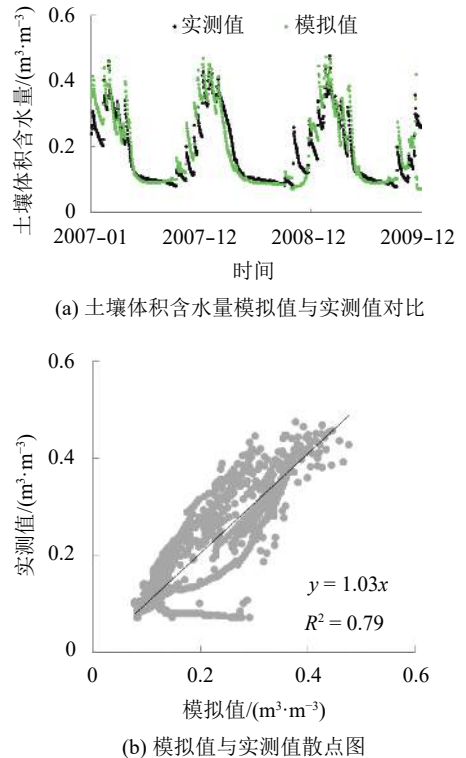 实测值 模拟值
0.6
0.4
0.2
0
土壤体积含水量/(m³·m⁻³)
2007–01 2007–12 2008–12 2009–12
时间
(a) 土壤体积含水量模拟值与实测值对比
0.6
0.4
0.2
0
实测值/(m³·m⁻³)
y = 1.03x
R² = 0.79
0 0.2 0.4 0.6
模拟值/(m³·m⁻³)
(b) 模拟值与实测值散点图